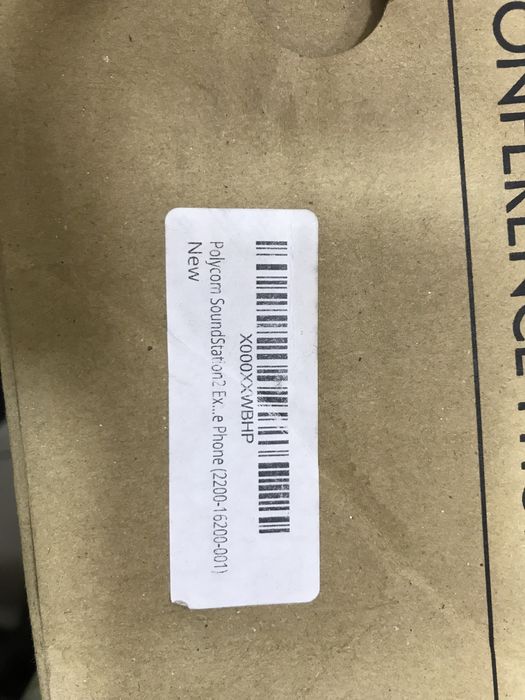 X000XXWBHP
Polycom SoundStation2 Ex...e Phone (2200-16200-001)
New